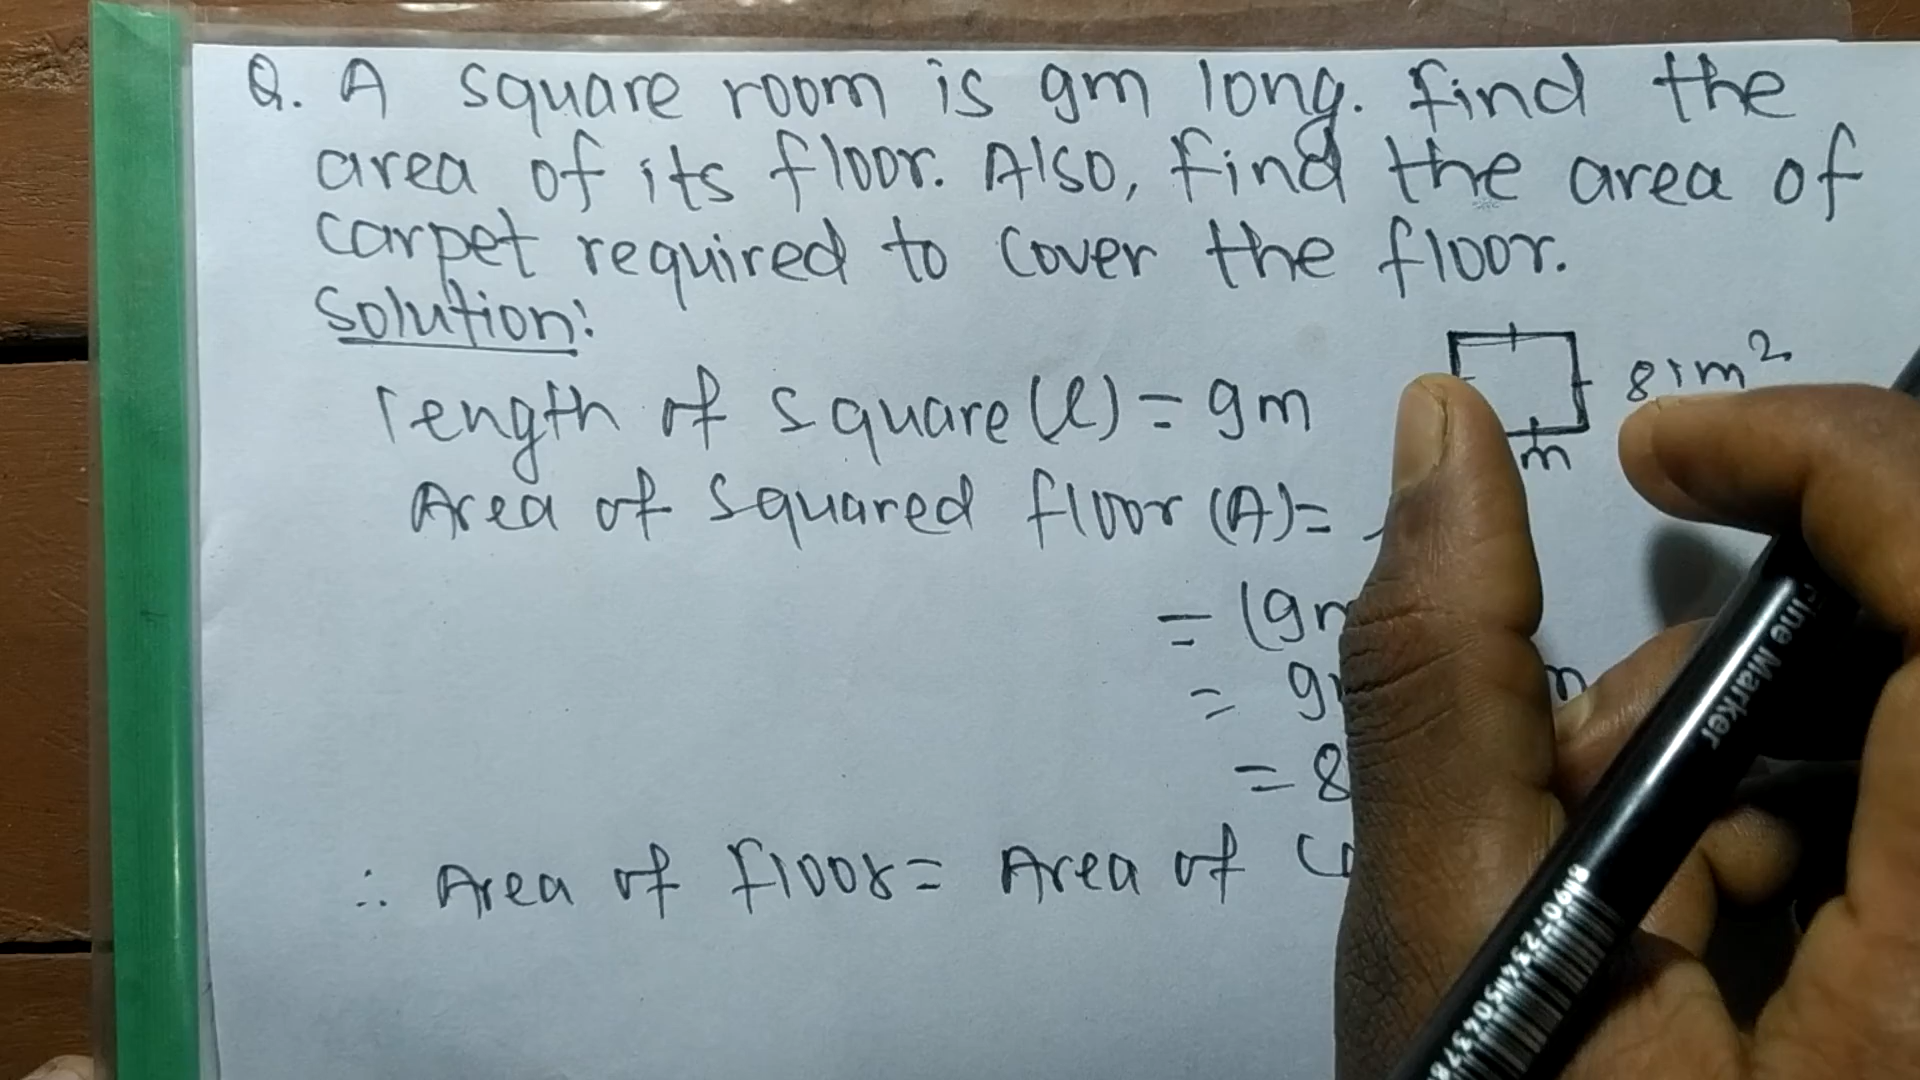 Q. A square room is 9m long. Find the
area of its floor. Also, find the area of
carpet required to cover the floor.
Solution:
81m²
m
length of square (l) = 9m
Area of squared floor (A) =
= (9m
= 9
m
= 8
∴ Area of floor = Area of
Fine Marker